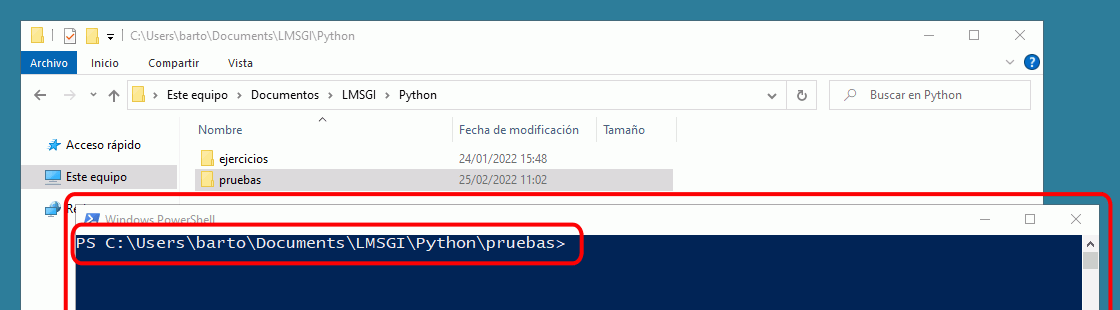 C:\Users\barto\Documents\LMSGI\Python
Archivo Inicio Compartir Vista ?
Este equipo › Documentos › LMSGI › Python Buscar en Python
Nombre Fecha de modificación Tamaño
Acceso rápido
ejercicios 24/01/2022 15:48
Este equipo
pruebas 25/02/2022 11:02
Windows PowerShell
PS C:\Users\barto\Documents\LMSGI\Python\pruebas>